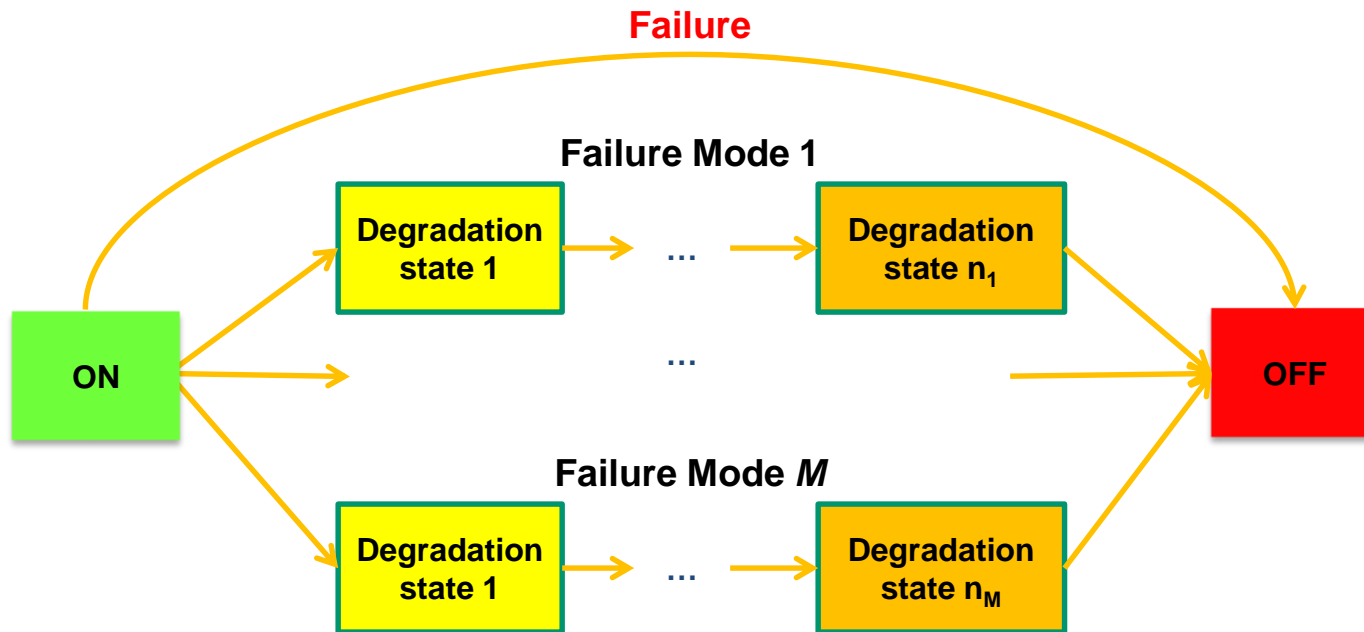 Failure
Failure Mode 1
Degradation
state 1
...
Degradation
state n₁
ON
...
OFF
Failure Mode M
Degradation
state 1
...
Degradation
state n_M